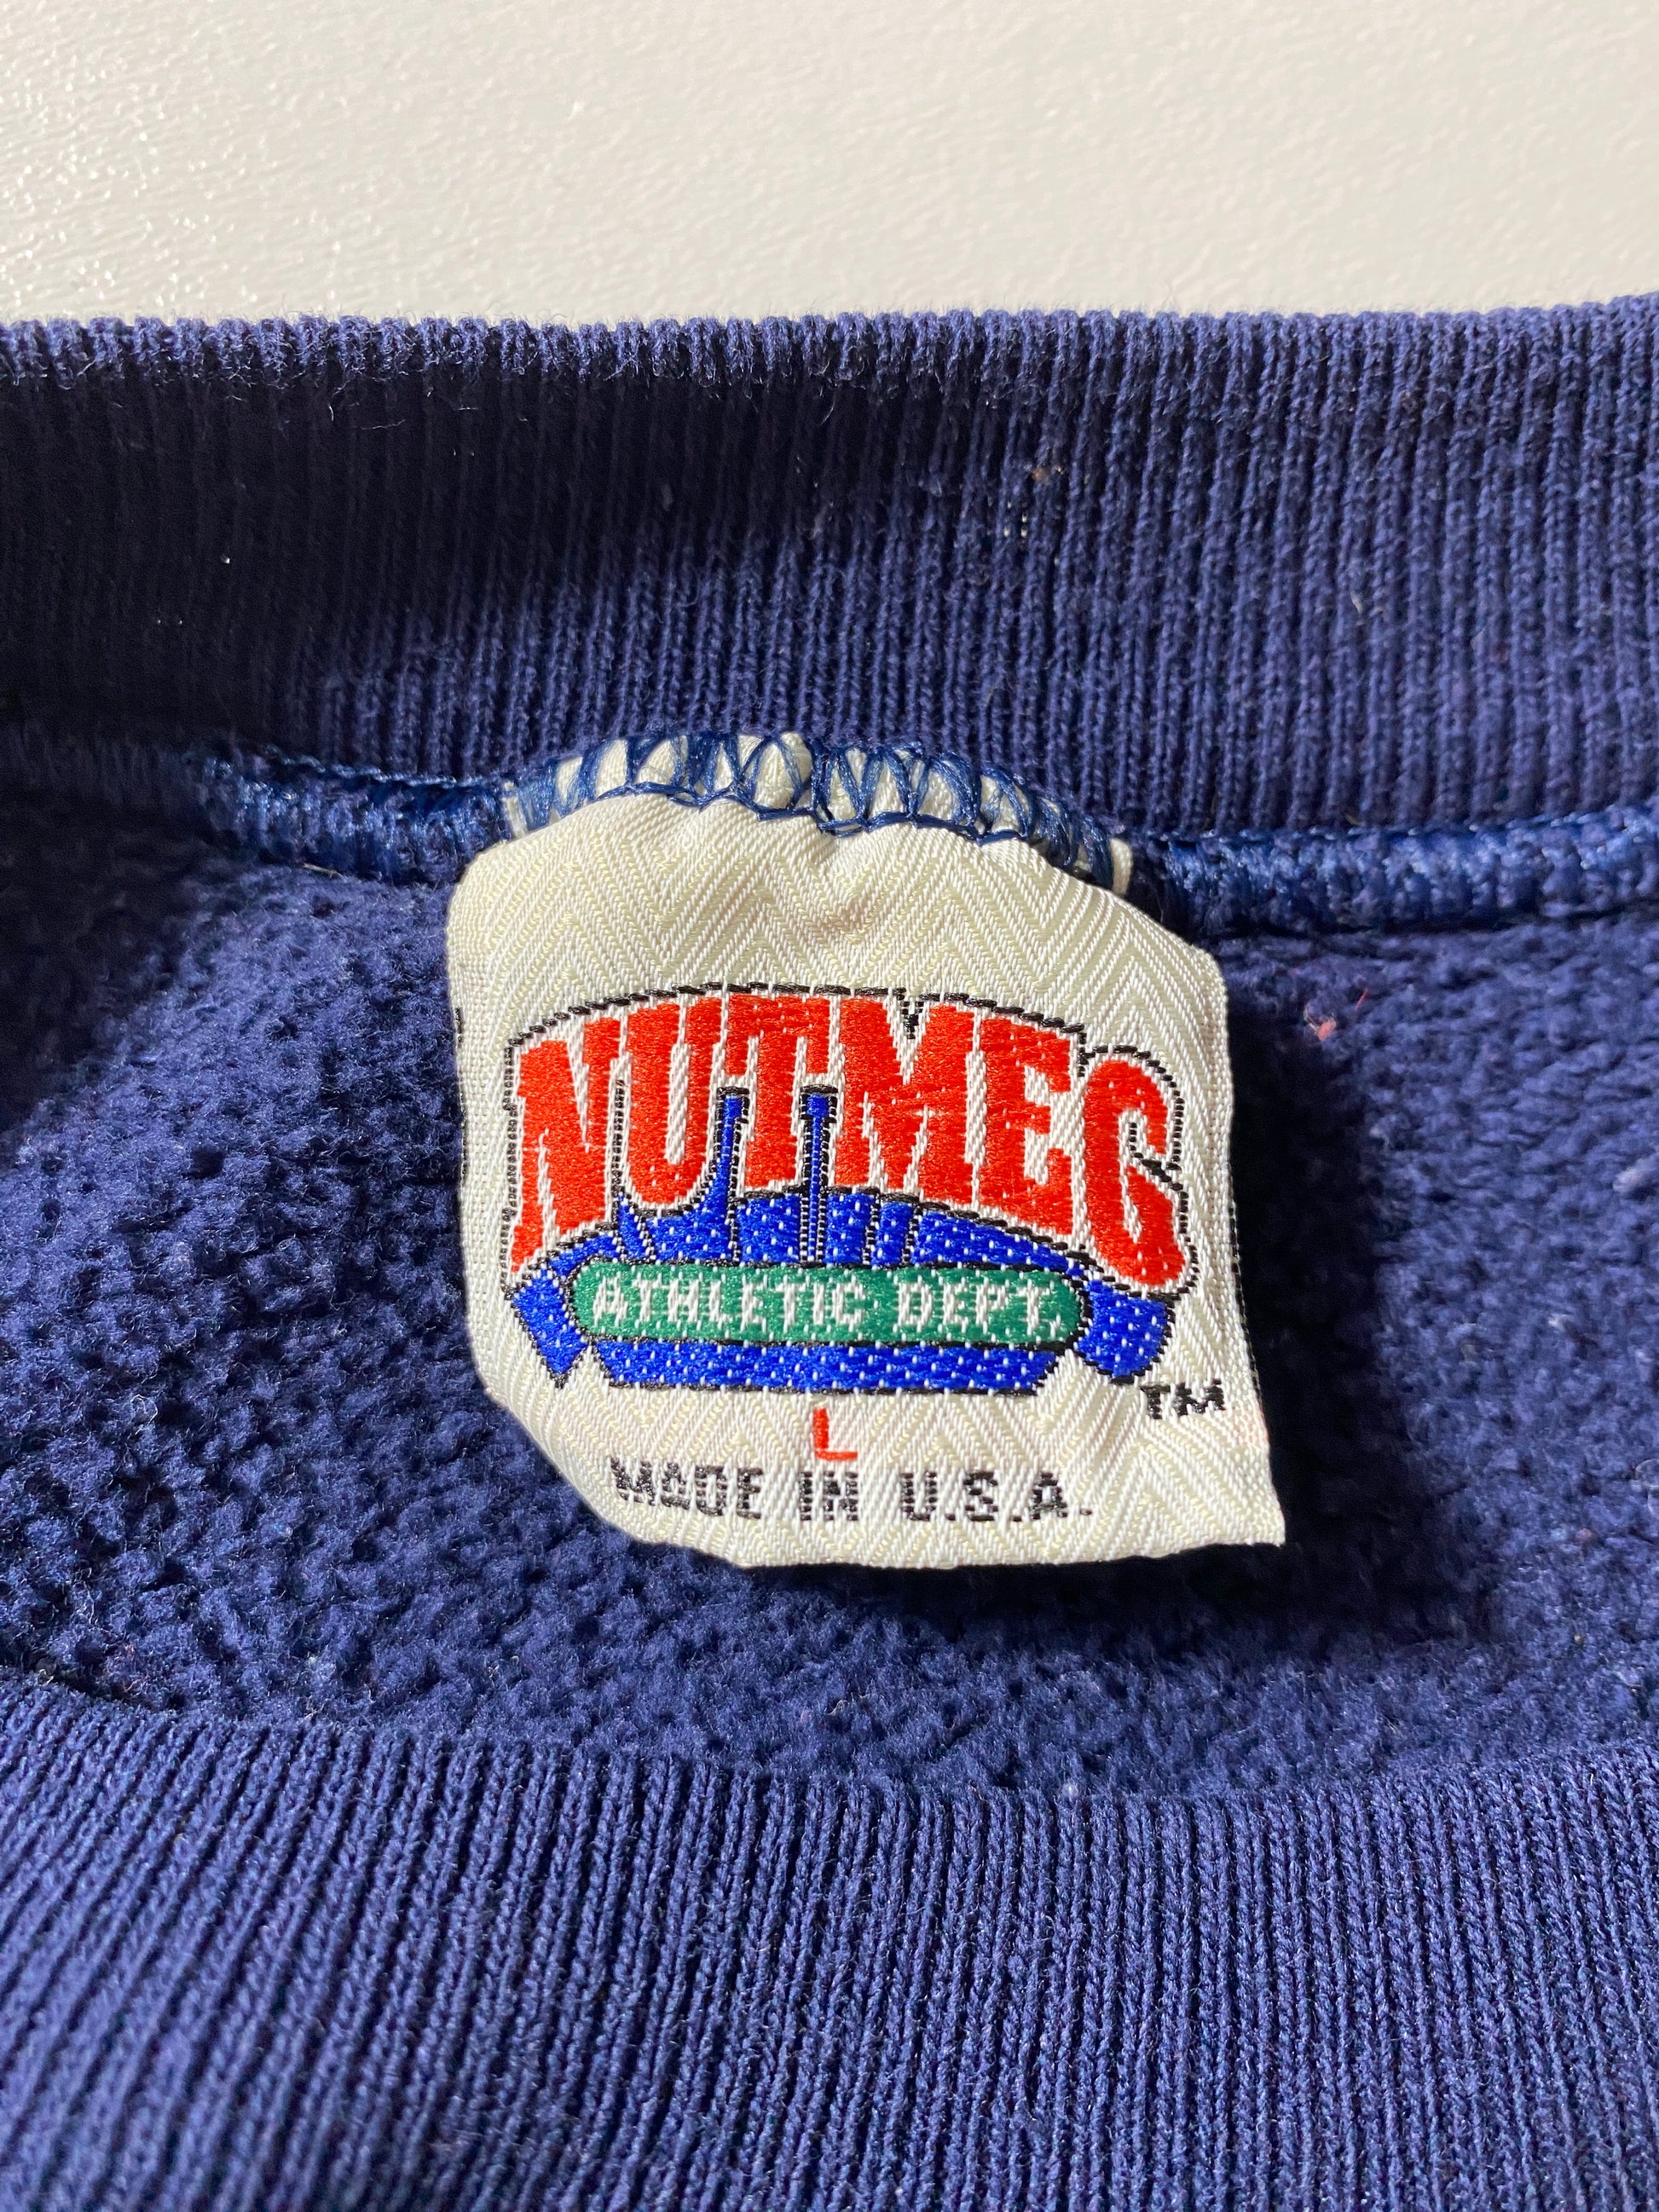 NUTMEG
ATHLETIC DEPT.
TM
L
MADE IN U.S.A.